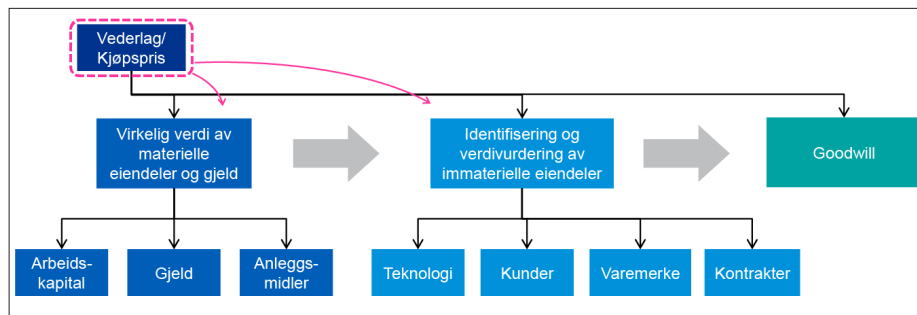 Vederlag/
Kjøpspris
Virkelig verdi av
materielle
eiendeler og gjeld
Identifisering og
verdivurdering av
immaterielle eiendeler
Goodwill
Arbeids-
kapital
Gjeld
Anleggs-
midler
Teknologi
Kunder
Varemerke
Kontrakter